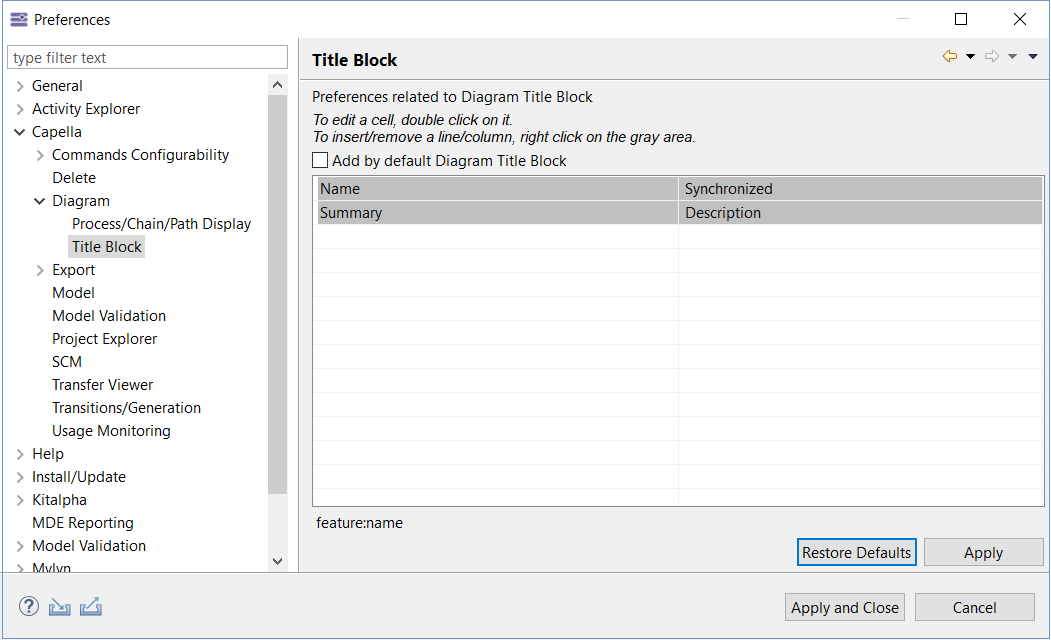 Preferences
type filter text
General
Activity Explorer
Capella
Commands Configurability
Delete
Diagram
Process/Chain/Path Display
Title Block
Export
Model
Model Validation
Project Explorer
SCM
Transfer Viewer
Transitions/Generation
Usage Monitoring
Help
Install/Update
Kitalpha
MDE Reporting
Model Validation
Mylyn
Title Block
Preferences related to Diagram Title Block
To edit a cell, double click on it.
To insert/remove a line/column, right click on the gray area.
Add by default Diagram Title Block
Name Synchronized
Summary Description
feature:name
Restore Defaults Apply
? Apply and Close Cancel